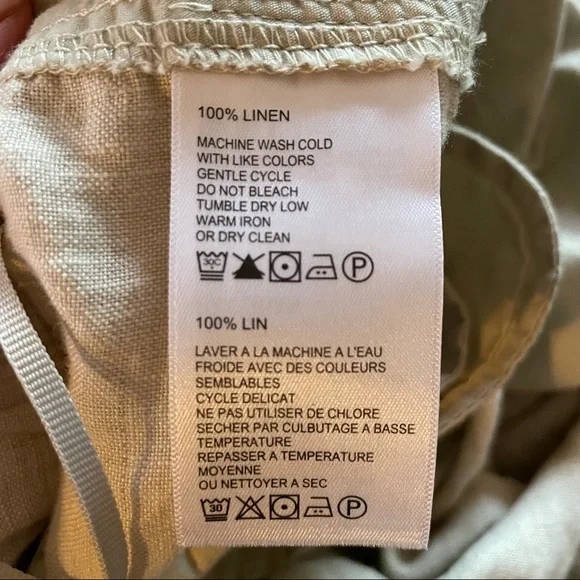 100% LINEN
MACHINE WASH COLD
WITH LIKE COLORS
GENTLE CYCLE
DO NOT BLEACH
TUMBLE DRY LOW
WARM IRON
OR DRY CLEAN
30C P
100% LIN
LAVER A LA MACHINE A L'EAU
FROIDE AVEC DES COULEURS
SEMBLABLES
CYCLE DELICAT
NE PAS UTILISER DE CHLORE
SECHER PAR CULBUTAGE A BASSE
TEMPERATURE
REPASSER A TEMPERATURE
MOYENNE
OU NETTOYER A SEC
30 P